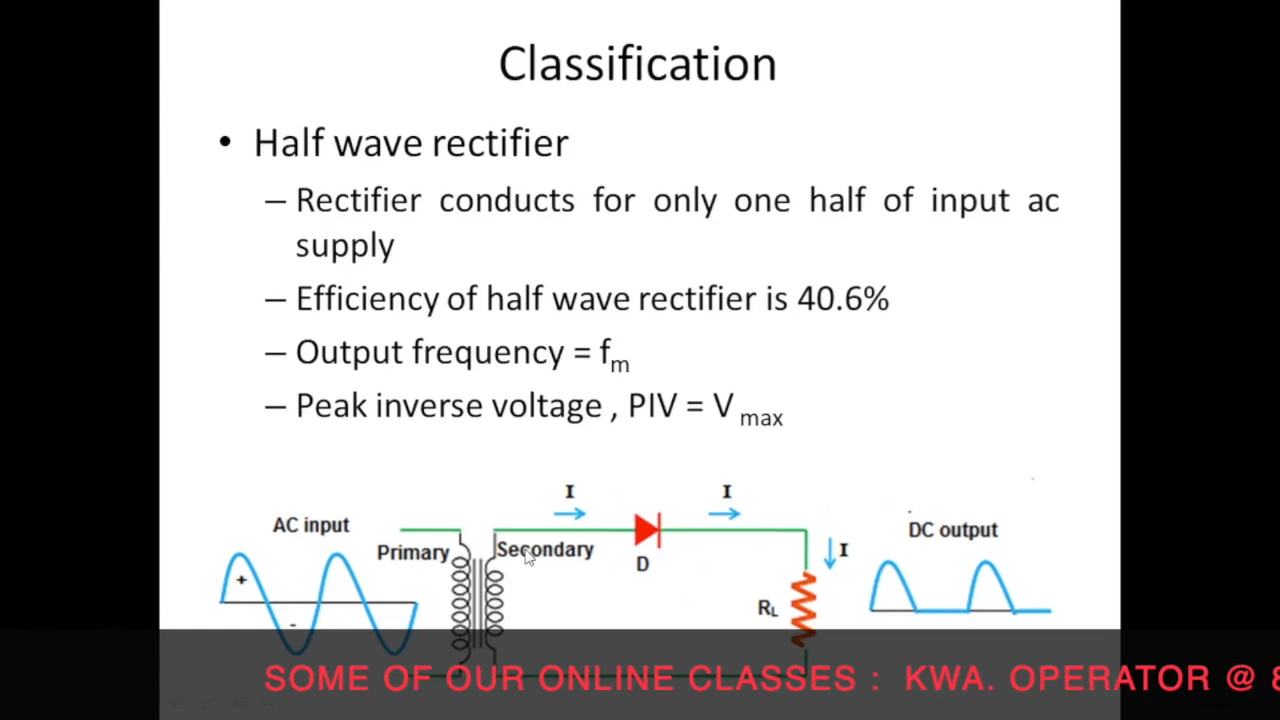 Classification
• Half wave rectifier
– Rectifier conducts for only one half of input ac
supply
– Efficiency of half wave rectifier is 40.6%
– Output frequency = fm
– Peak inverse voltage , PIV = V max
I
I
AC input
DC output
Primary
Secondary
I
D
+
RL
-
SOME OF OUR ONLINE CLASSES : KWA. OPERATOR @